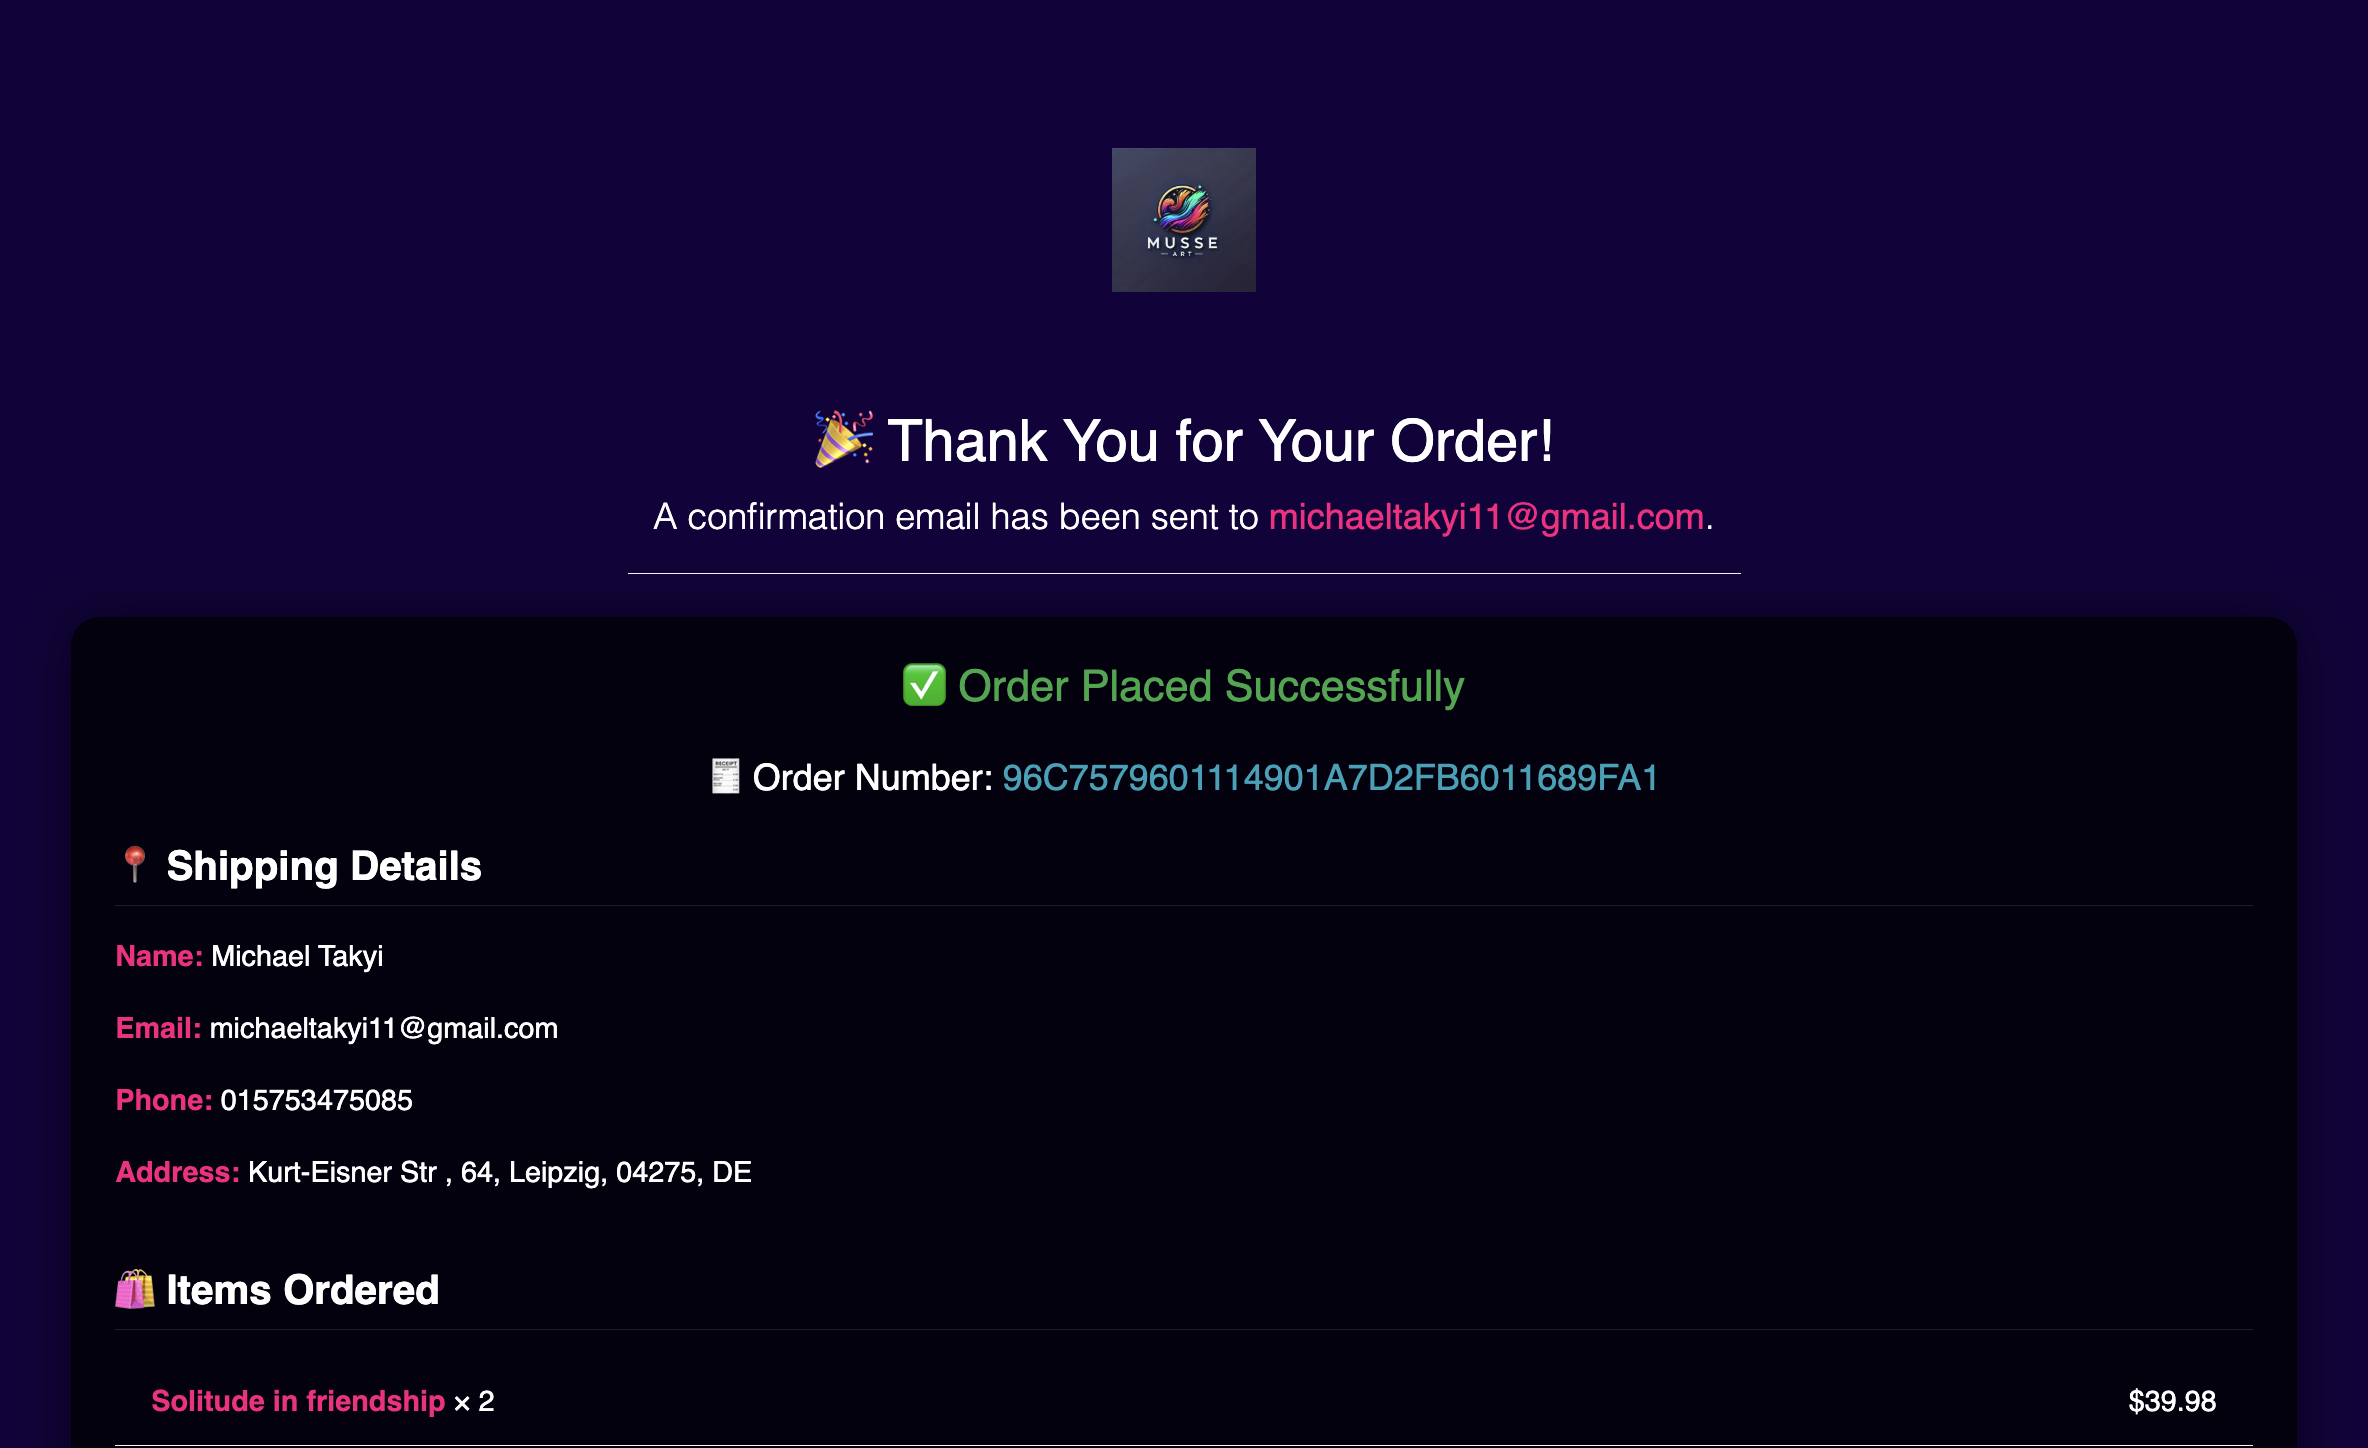 MUSSE
ART
Thank You for Your Order!
A confirmation email has been sent to michaeltakyi11@gmail.com.
Order Placed Successfully
Order Number: 96C7579601114901A7D2FB6011689FA1
Shipping Details
Name: Michael Takyi
Email: michaeltakyi11@gmail.com
Phone: 015753475085
Address: Kurt-Eisner Str , 64, Leipzig, 04275, DE
Items Ordered
Solitude in friendship × 2 $39.98